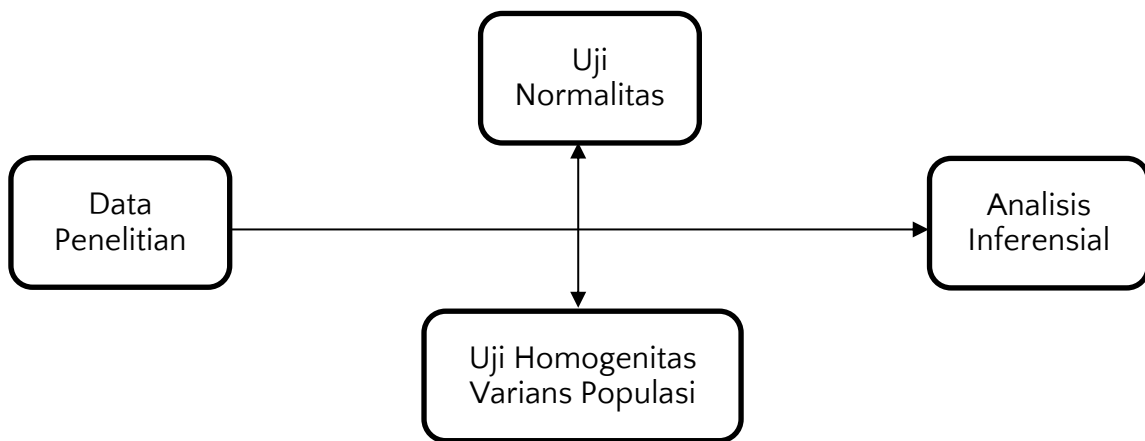 Uji
Normalitas
Data
Penelitian
Analisis
Inferensial
Uji Homogenitas
Varians Populasi